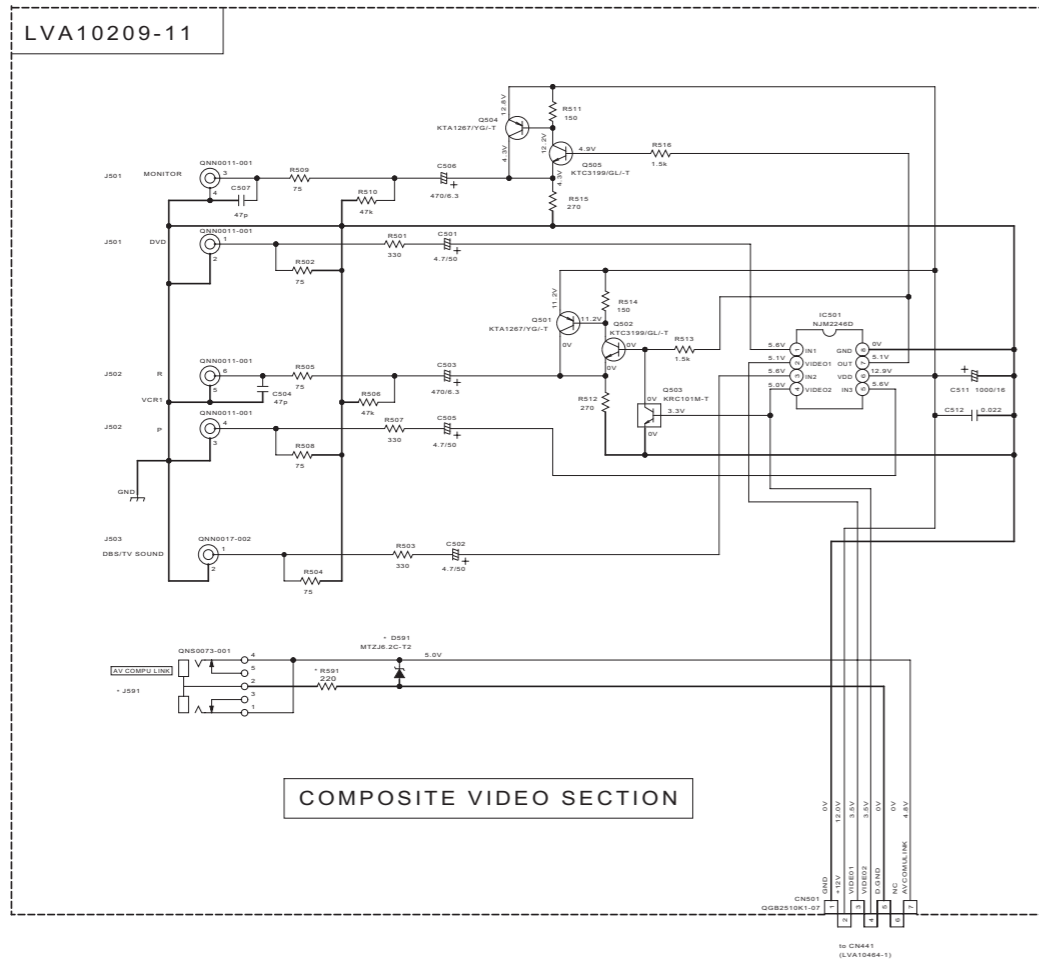 LVA10209-11
12.8V
R511
150
Q504
KTA1267/YG/-T
12.2V
4.9V
R516
1.5k
Q505
KTC3199/GL/-T
4.3V
4.3V
R515
270
J501
MONITOR
QNN0011-001
3
4
C507
47p
R509
75
R510
47k
C506
470/6.3
+
J501
DVD
QNN0011-001
1
2
R502
75
R501
330
C501
4.7/50
+
11.2V
R514
150
Q501
KTA1267/YG/-T
11.2V
Q502
KTC3199/GL/-T
0V
0V
0V
R513
1.5k
IC501
NJM2246D
5.6V
1
IN1
GND
8
0V
5.1V
2
VIDEO1
OUT
7
5.1V
5.6V
3
IN2
VDD
6
12.9V
5.0V
4
VIDEO2
IN3
5
5.6V
+
C511
1000/16
C512
0.022
J502
R
QNN0011-001
6
5
VCR1
C504
47p
R505
75
R506
47k
C503
470/6.3
+
R512
270
Q503
KRC101M-T
0V
3.3V
0V
J502
P
QNN0011-001
4
3
R508
75
R507
330
C505
4.7/50
+
GND
J503
DBS/TV SOUND
QNN0017-002
1
2
R504
75
R503
330
C502
4.7/50
+
QNS0073-001
AV COMPU LINK
* J591
4
5
2
3
1
* R591
220
* D591
MTZJ6.2C-T2
5.0V
COMPOSITE VIDEO SECTION
0V
12.0V
3.5V
3.5V
0V
0V
4.8V
GND
+12V
VIDEO1
VIDEO2
D.GND
NC
AVCOMULINK
CN501
QGB2510K1-07
1
2
3
4
5
6
7
to CN441
(LVA10464-1)